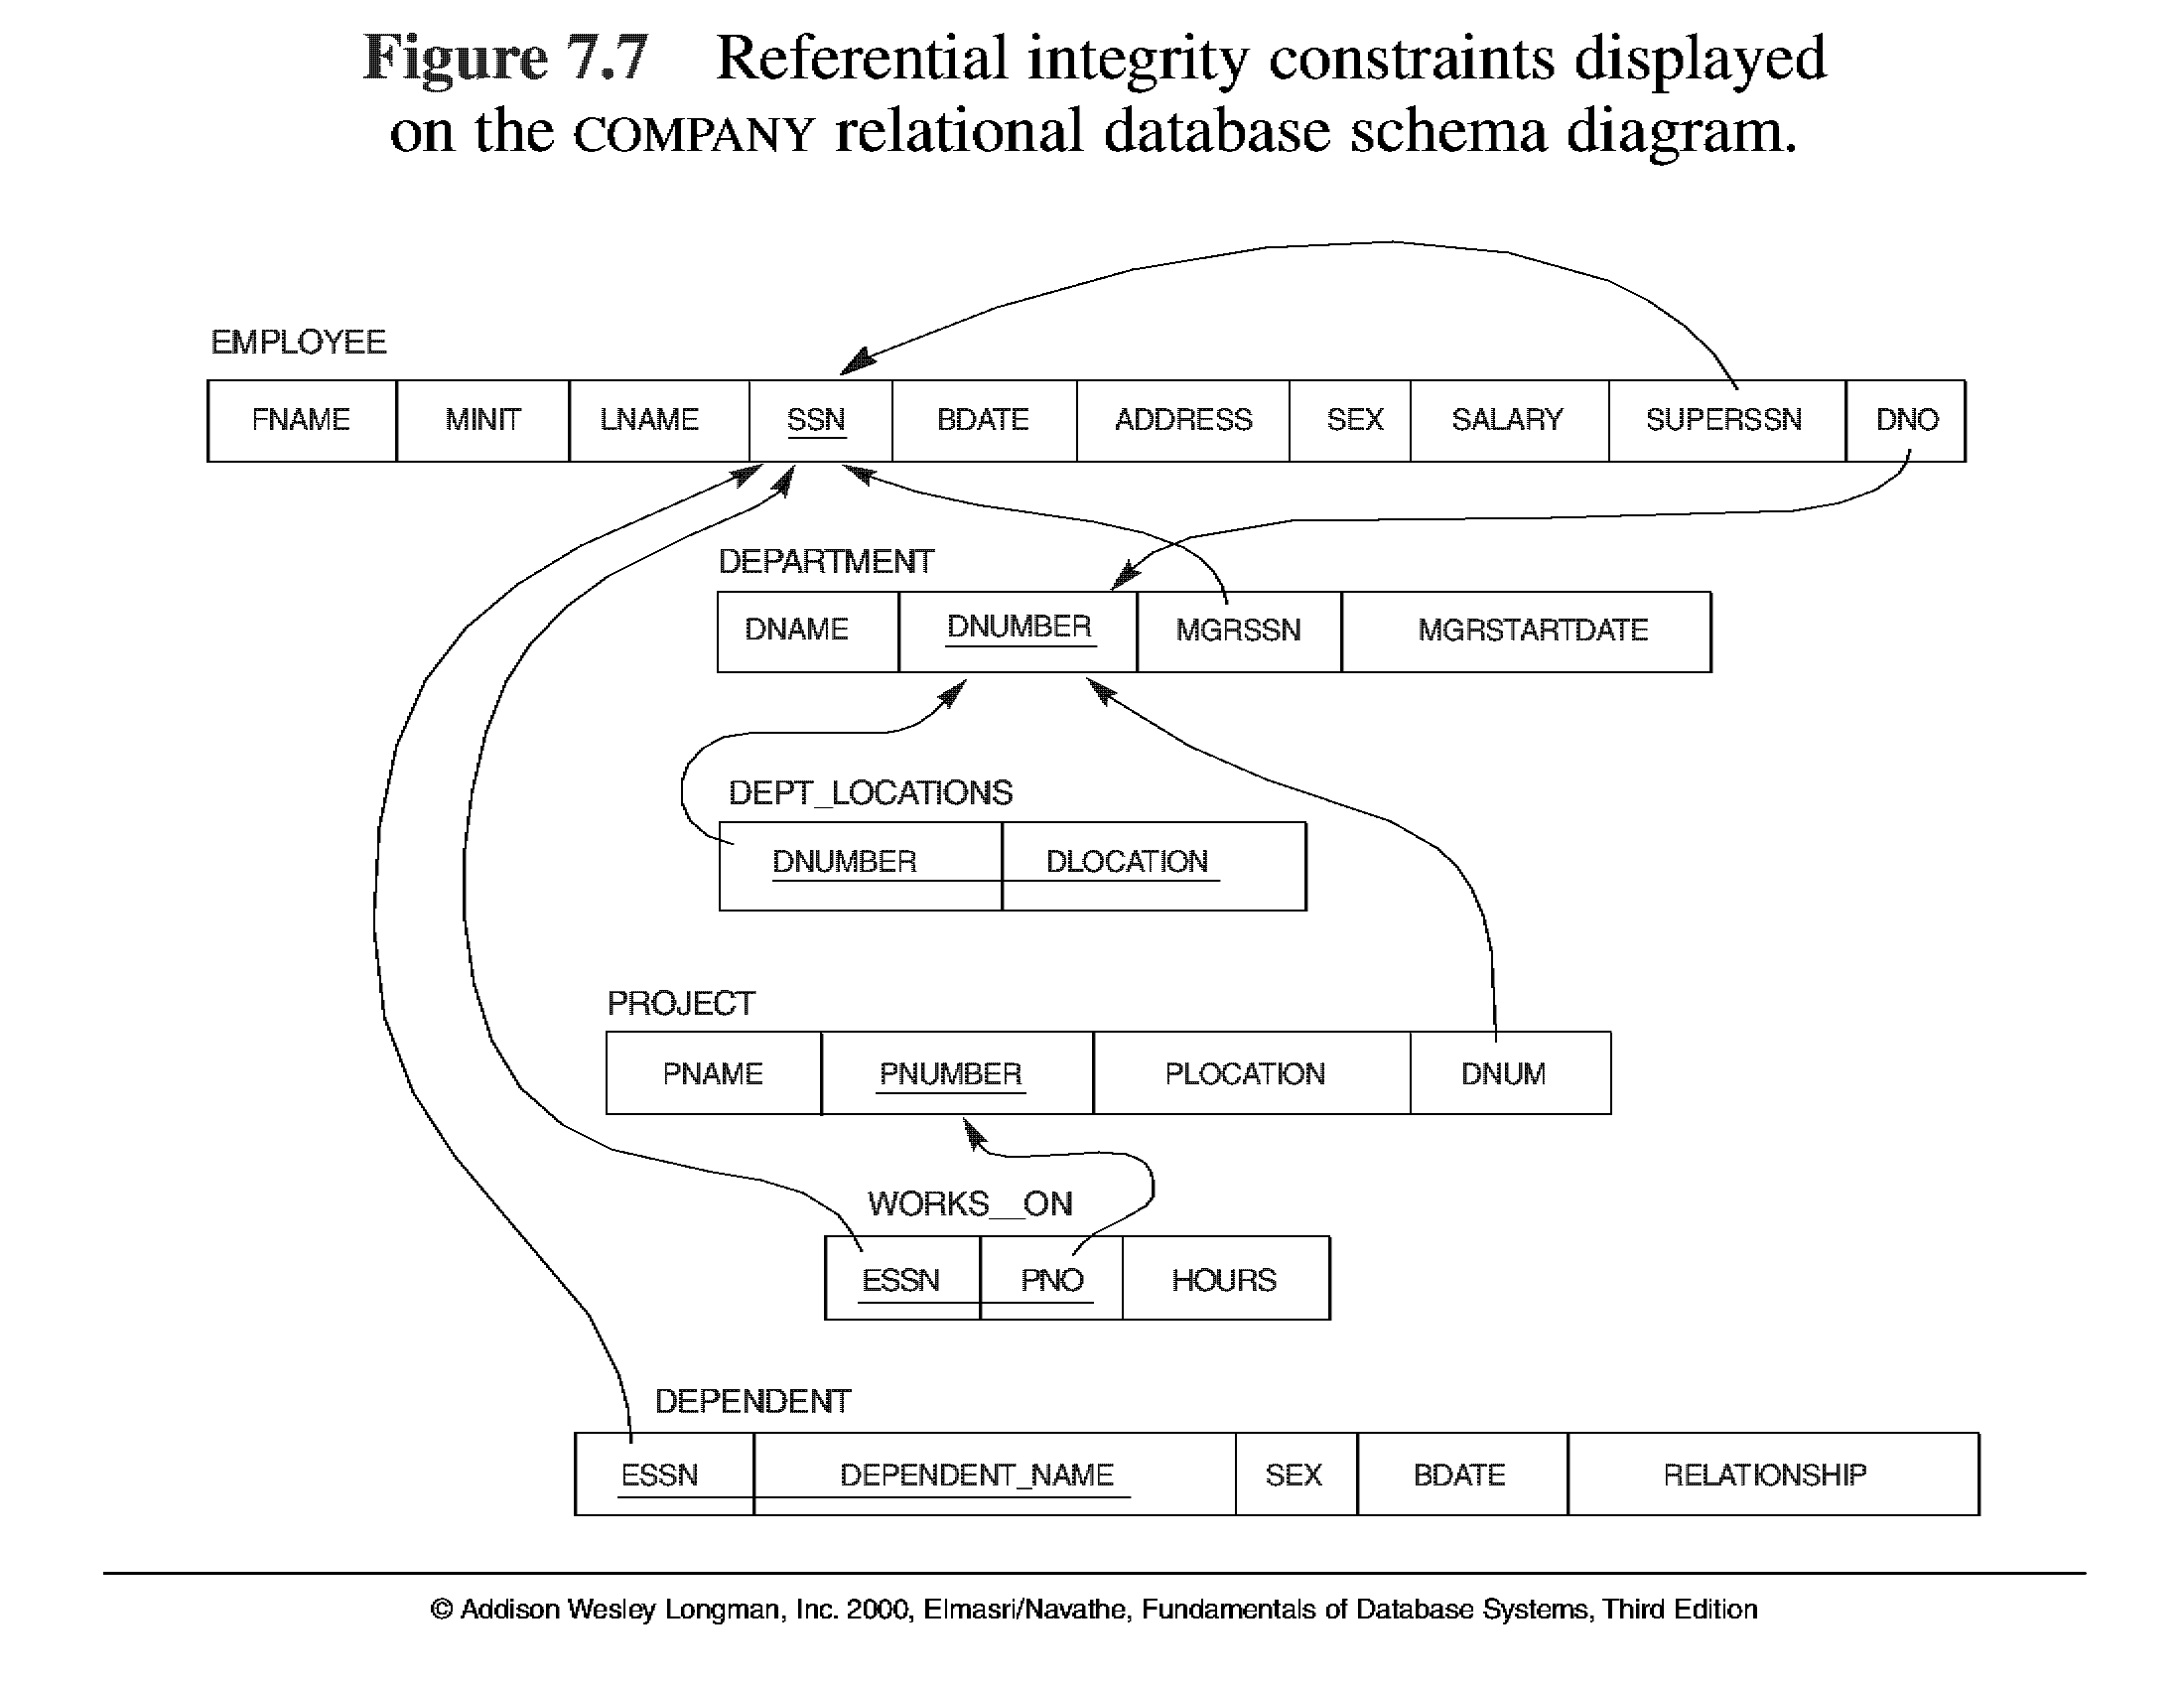 Figure 7.7 Referential integrity constraints displayed
on the COMPANY relational database schema diagram.
EMPLOYEE
FNAME MINIT LNAME SSN BDATE ADDRESS SEX SALARY SUPERSSN DNO
DEPARTMENT
DNAME DNUMBER MGRSSN MGRSTARTDATE
DEPT_LOCATIONS
DNUMBER DLOCATION
PROJECT
PNAME PNUMBER PLOCATION DNUM
WORKS__ON
ESSN PNO HOURS
DEPENDENT
ESSN DEPENDENT_NAME SEX BDATE RELATIONSHIP
© Addison Wesley Longman, Inc. 2000, Elmasri/Navathe, Fundamentals of Database Systems, Third Edition